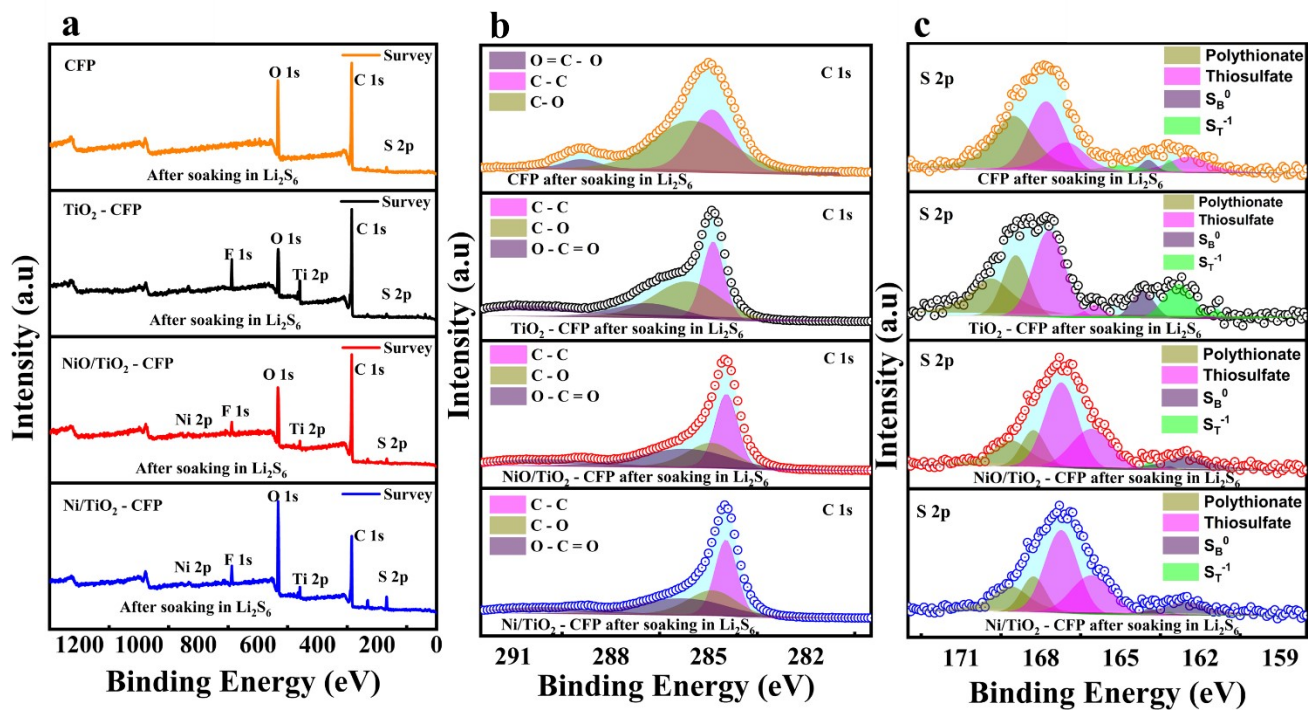 a
Intensity (a.u)
CFP
Survey
O 1s
C 1s
S 2p
After soaking in Li₂S₆
TiO₂ - CFP
Survey
C 1s
O 1s
F 1s
Ti 2p
S 2p
After soaking in Li₂S₆
NiO/TiO₂ - CFP
Survey
C 1s
O 1s
Ni 2p
F 1s
Ti 2p
S 2p
After soaking in Li₂S₆
Ni/TiO₂ - CFP
Survey
O 1s
C 1s
Ni 2p
F 1s
Ti 2p
S 2p
After soaking in Li₂S₆
1200 1000 800 600 400 200 0
Binding Energy (eV)
b
Intensity (a.u)
O = C - O
C - C
C - O
C 1s
CFP after soaking in Li₂S₆
C - C
C - O
O - C = O
C 1s
TiO₂ - CFP after soaking in Li₂S₆
C - C
C - O
O - C = O
C 1s
NiO/TiO₂ - CFP after soaking in Li₂S₆
C - C
C - O
O - C = O
C 1s
Ni/TiO₂ - CFP after soaking in Li₂S₆
291 288 285 282
Binding Energy (eV)
c
Intensity (a.u)
S 2p
Polythionate
Thiosulfate
S_B⁰
S_T⁻¹
CFP after soaking in Li₂S₆
S 2p
Polythionate
Thiosulfate
S_B⁰
S_T⁻¹
TiO₂ - CFP after soaking in Li₂S₆
S 2p
Polythionate
Thiosulfate
S_B⁰
S_T⁻¹
NiO/TiO₂ - CFP after soaking in Li₂S₆
S 2p
Polythionate
Thiosulfate
S_B⁰
S_T⁻¹
Ni/TiO₂ - CFP after soaking in Li₂S₆
171 168 165 162 159
Binding Energy (eV)